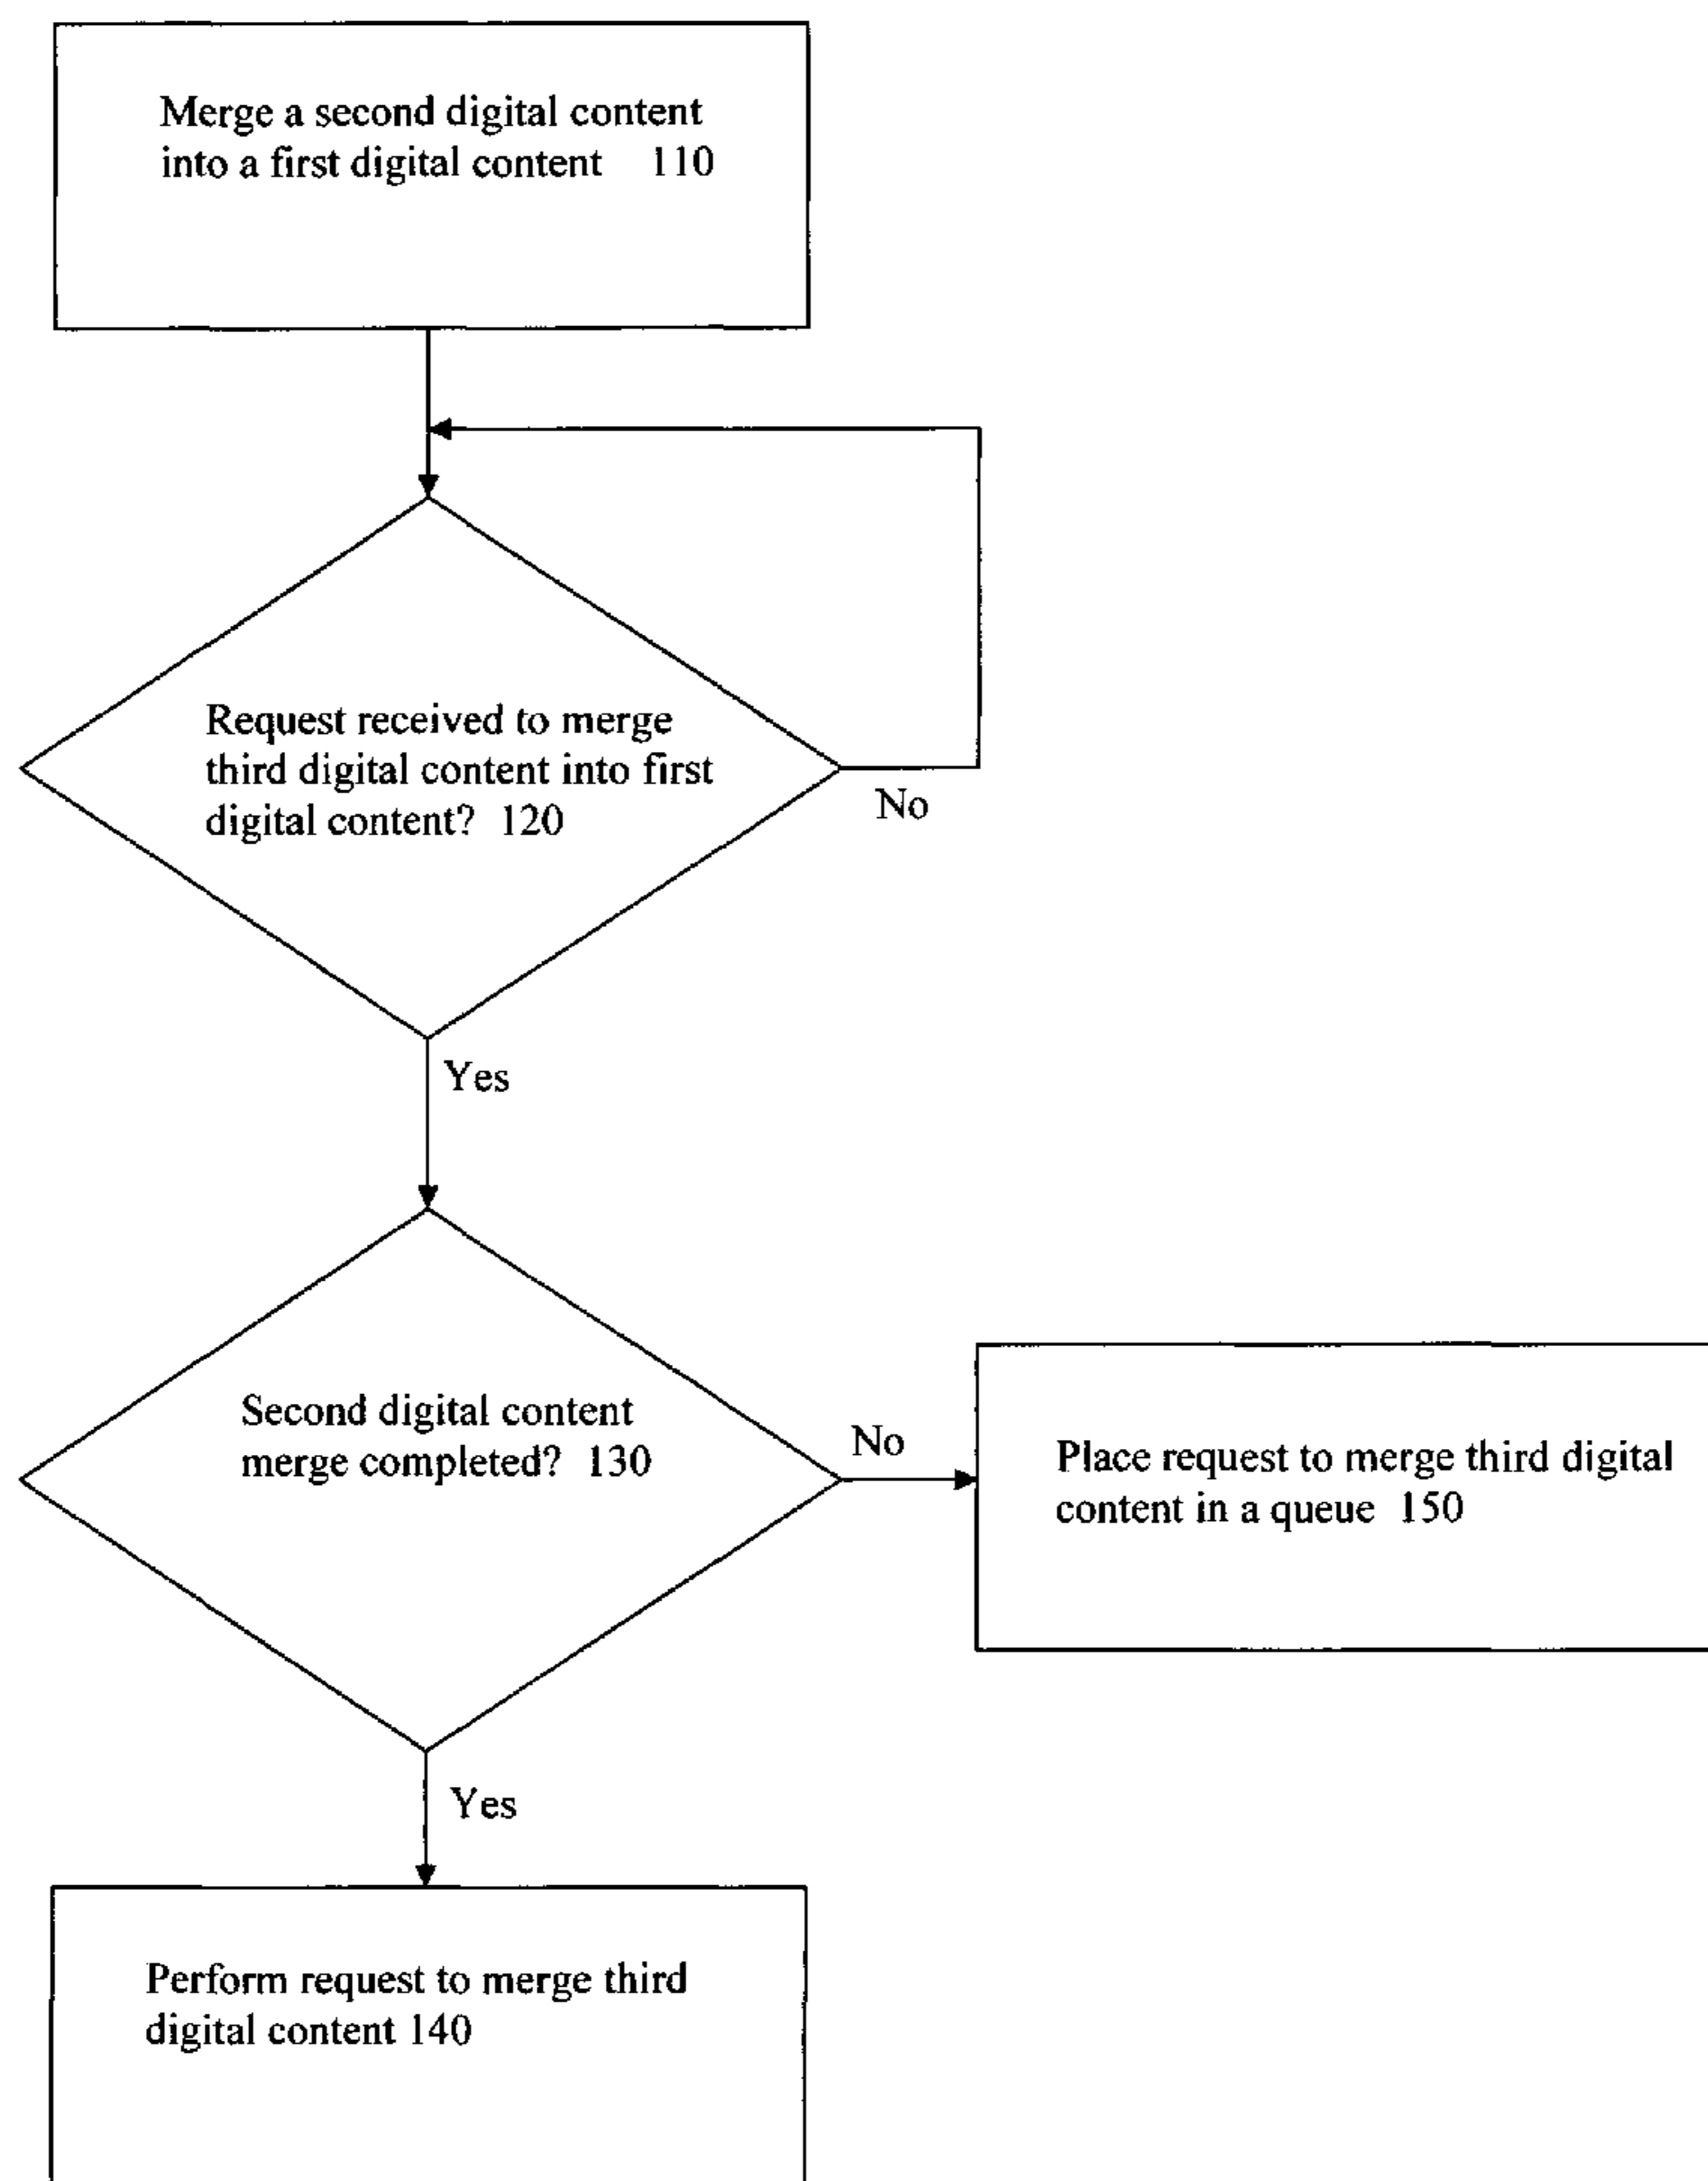 Merge a second digital content
into a first digital content 110
Request received to merge
third digital content into first
digital content? 120
No
Yes
Second digital content
merge completed? 130
No
Place request to merge third digital
content in a queue 150
Yes
Perform request to merge third
digital content 140